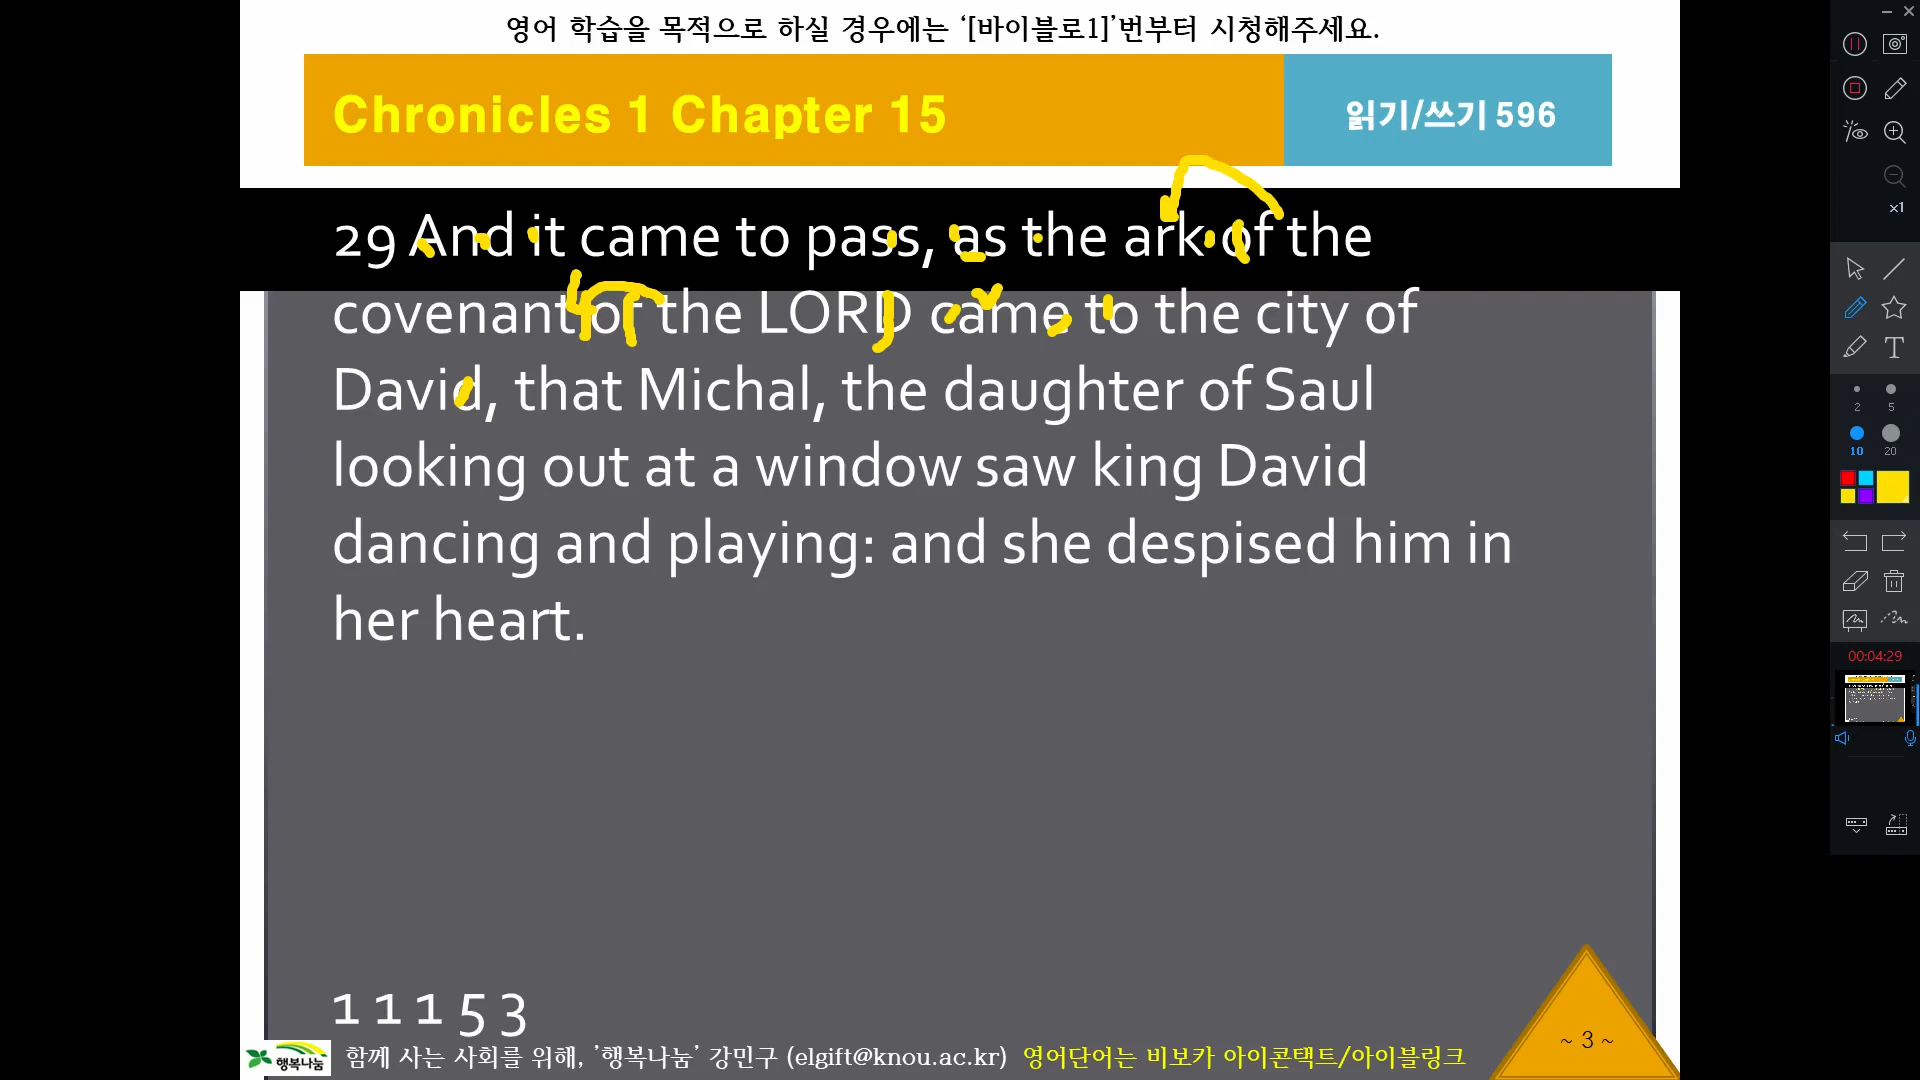 영어 학습을 목적으로 하실 경우에는 ‘[바이블로1]’번부터 시청해주세요.
Chronicles 1 Chapter 15
읽기/쓰기 596
29 And it came to pass, as the ark of the
covenant of the LORD came to the city of
David, that Michal, the daughter of Saul
looking out at a window saw king David
dancing and playing: and she despised him in
her heart.
1 1 1 5 3
행복나눔
함께 사는 사회를 위해, ’행복나눔’ 강민구 (elgift@knou.ac.kr) 영어단어는 비보카 아이콘택트/아이블링크
~ 3 ~
x1
T
2 5
10 20
00:04:29